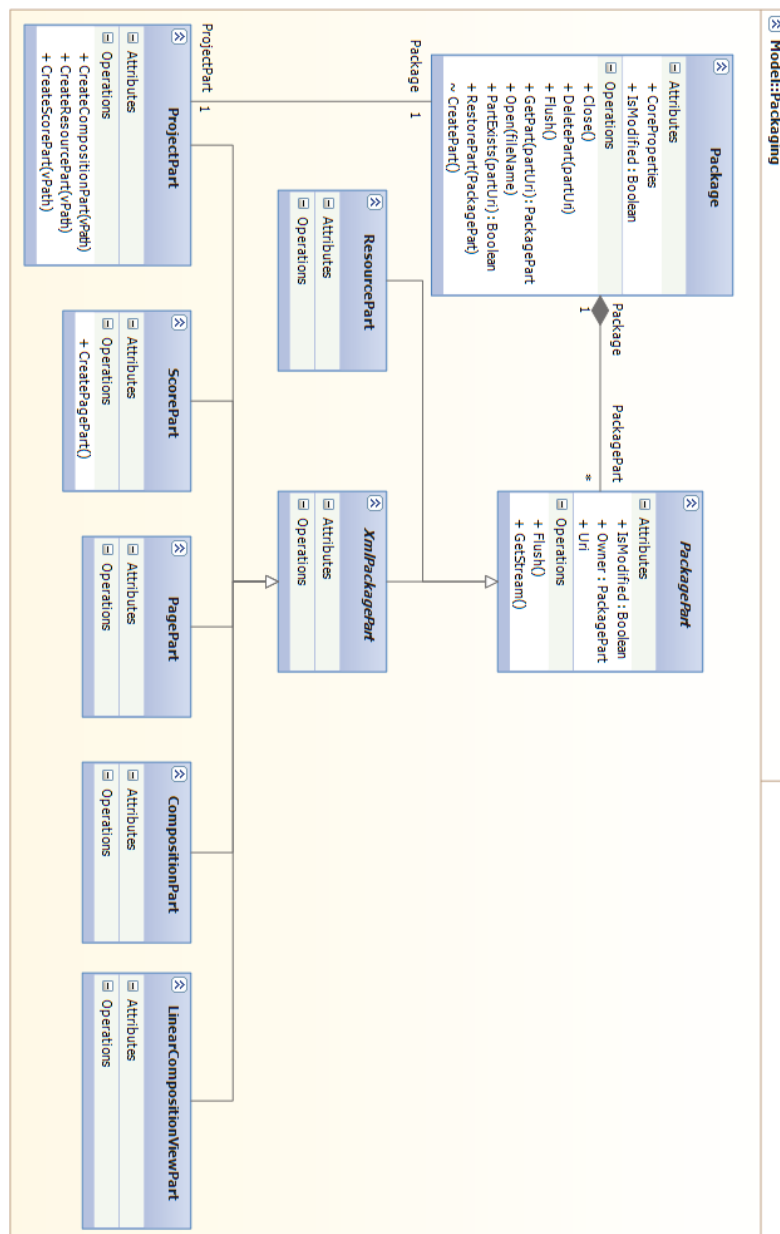 Model::Packaging
Package
Attributes
+ CoreProperties
+ IsModified : Boolean
Operations
+ Close()
+ DeletePart(partUri)
+ Flush()
+ GetPart(partUri) : PackagePart
+ Open(fileName)
+ PartExists(partUri) : Boolean
+ RestorePart(PackagePart)
~ CreatePart()
Package
1
PackagePart
*
PackagePart
Attributes
+ IsModified : Boolean
+ Owner : PackagePart
+ Uri
Operations
+ Flush()
+ GetStream()
Package
1
ProjectPart
1
ResourcePart
Attributes
Operations
XmlPackagePart
Attributes
Operations
ProjectPart
Attributes
Operations
+ CreateCompositionPart(vPath)
+ CreateResourcePart(vPath)
+ CreateScorePart(vPath)
ScorePart
Attributes
Operations
+ CreatePagePart()
PagePart
Attributes
Operations
CompositionPart
Attributes
Operations
LinearCompositionViewPart
Attributes
Operations